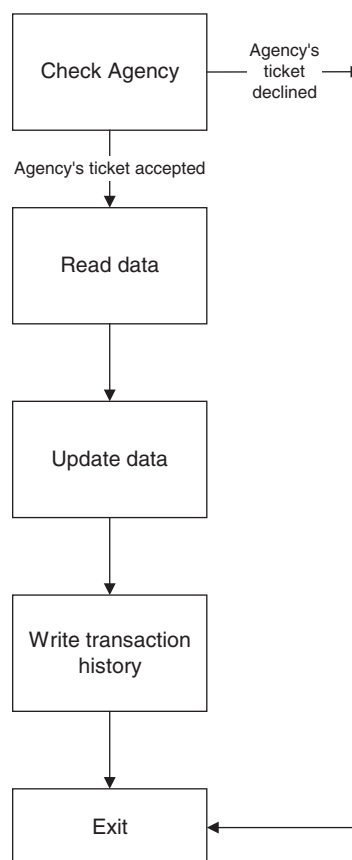 Check Agency
Agency's
ticket
declined
Agency's ticket accepted
Read data
Update data
Write transaction
history
Exit